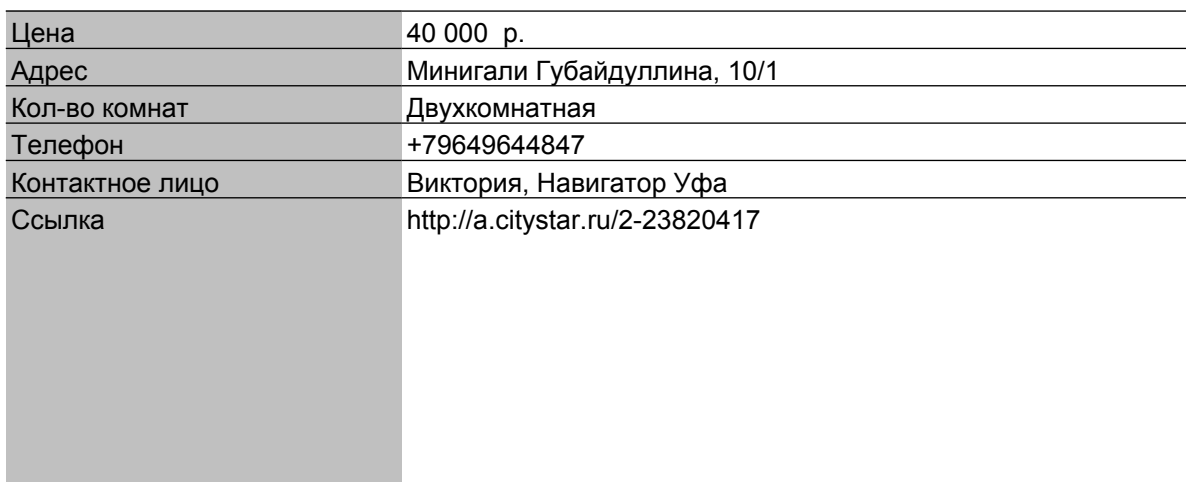 Цена 40 000 р.
Адрес Минигали Губайдуллина, 10/1
Кол-во комнат Двухкомнатная
Телефон +79649644847
Контактное лицо Виктория, Навигатор Уфа
Ссылка http://a.citystar.ru/2-23820417